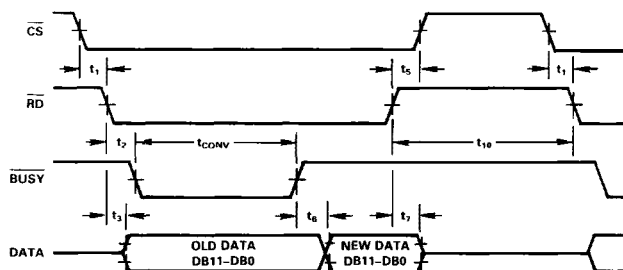 CS
t1 t5 t1
RD
t2 tCONV t10
BUSY
t3 t6 t7
DATA
OLD DATA NEW DATA
DB11–DB0 DB11–DB0